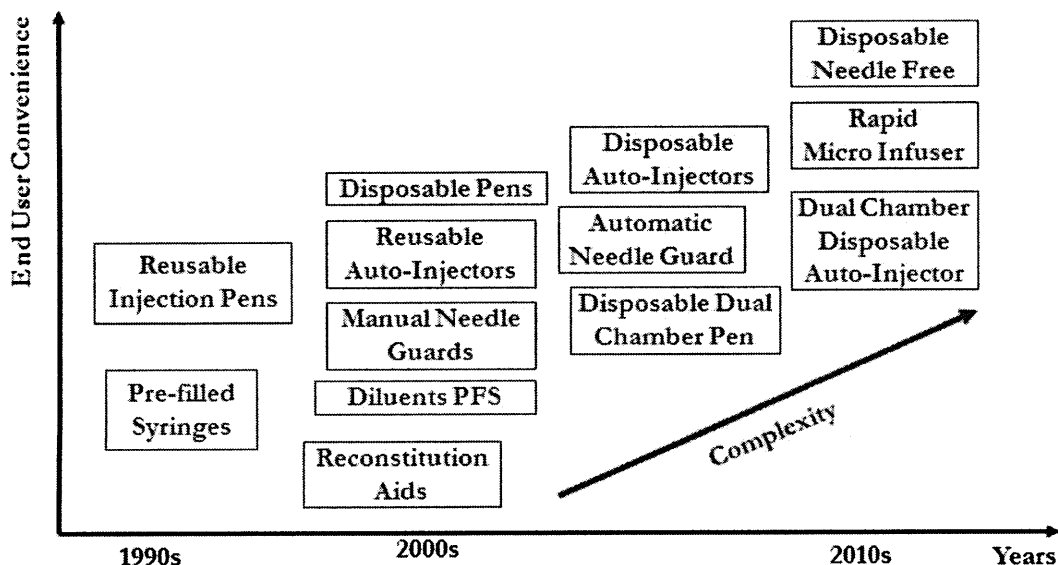 End User Convenience
Disposable
Needle Free
Rapid
Micro Infuser
Dual Chamber
Disposable
Auto-Injector
Disposable
Auto-Injectors
Automatic
Needle Guard
Disposable Dual
Chamber Pen
Disposable Pens
Reusable
Auto-Injectors
Manual Needle
Guards
Diluents PFS
Reconstitution
Aids
Reusable
Injection Pens
Pre-filled
Syringes
Complexity
1990s
2000s
2010s
Years